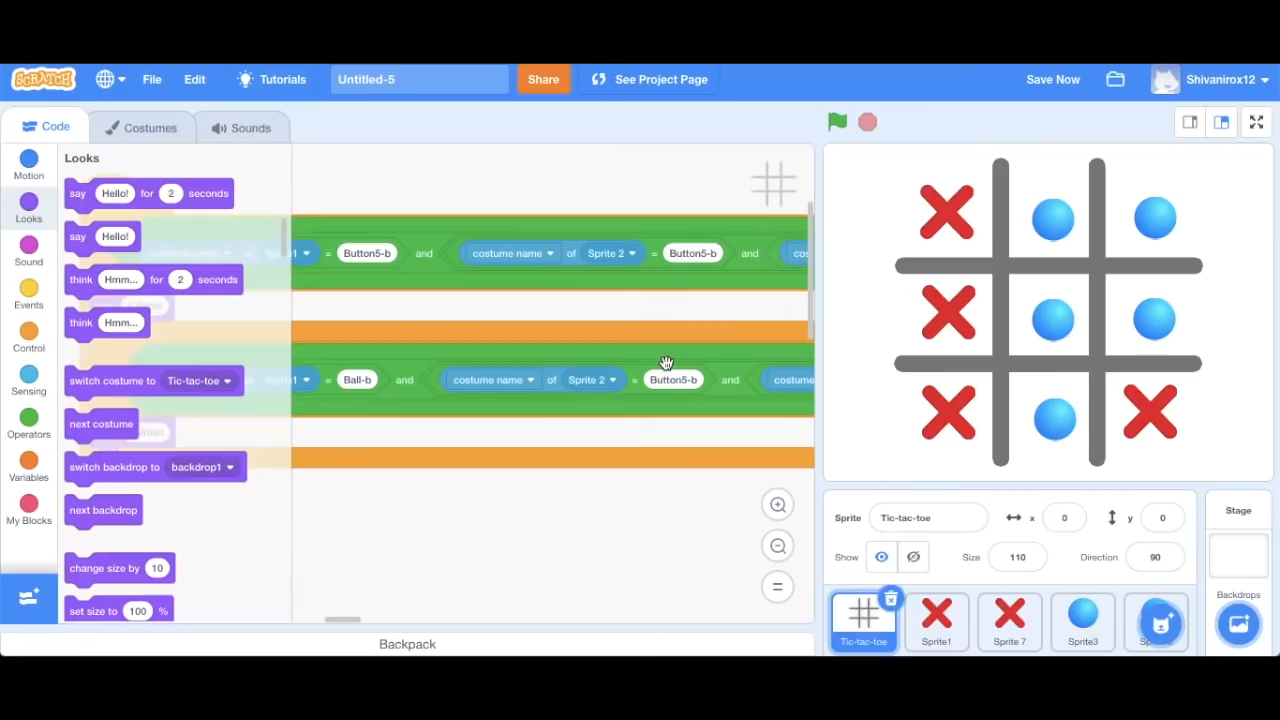 SCRATCH File Edit Tutorials Untitled-5 Share See Project Page Save Now Shivanirox12
Code Costumes Sounds
Motion
Looks
Sound
Events
Control
Sensing
Operators
Variables
My Blocks
Looks
say Hello! for 2 seconds
say Hello!
think Hmm... for 2 seconds
think Hmm...
switch costume to Tic-tac-toe
next costume
switch backdrop to backdrop1
next backdrop
change size by 10
set size to 100 %
= Button5-b and costume name of Sprite 2 = Button5-b and
= Ball-b and costume name of Sprite 2 = Button5-b and costume
Backpack
Sprite Tic-tac-toe x 0 y 0
Show Size 110 Direction 90
Tic-tac-toe Sprite1 Sprite 7 Sprite3
Stage
Backdrops